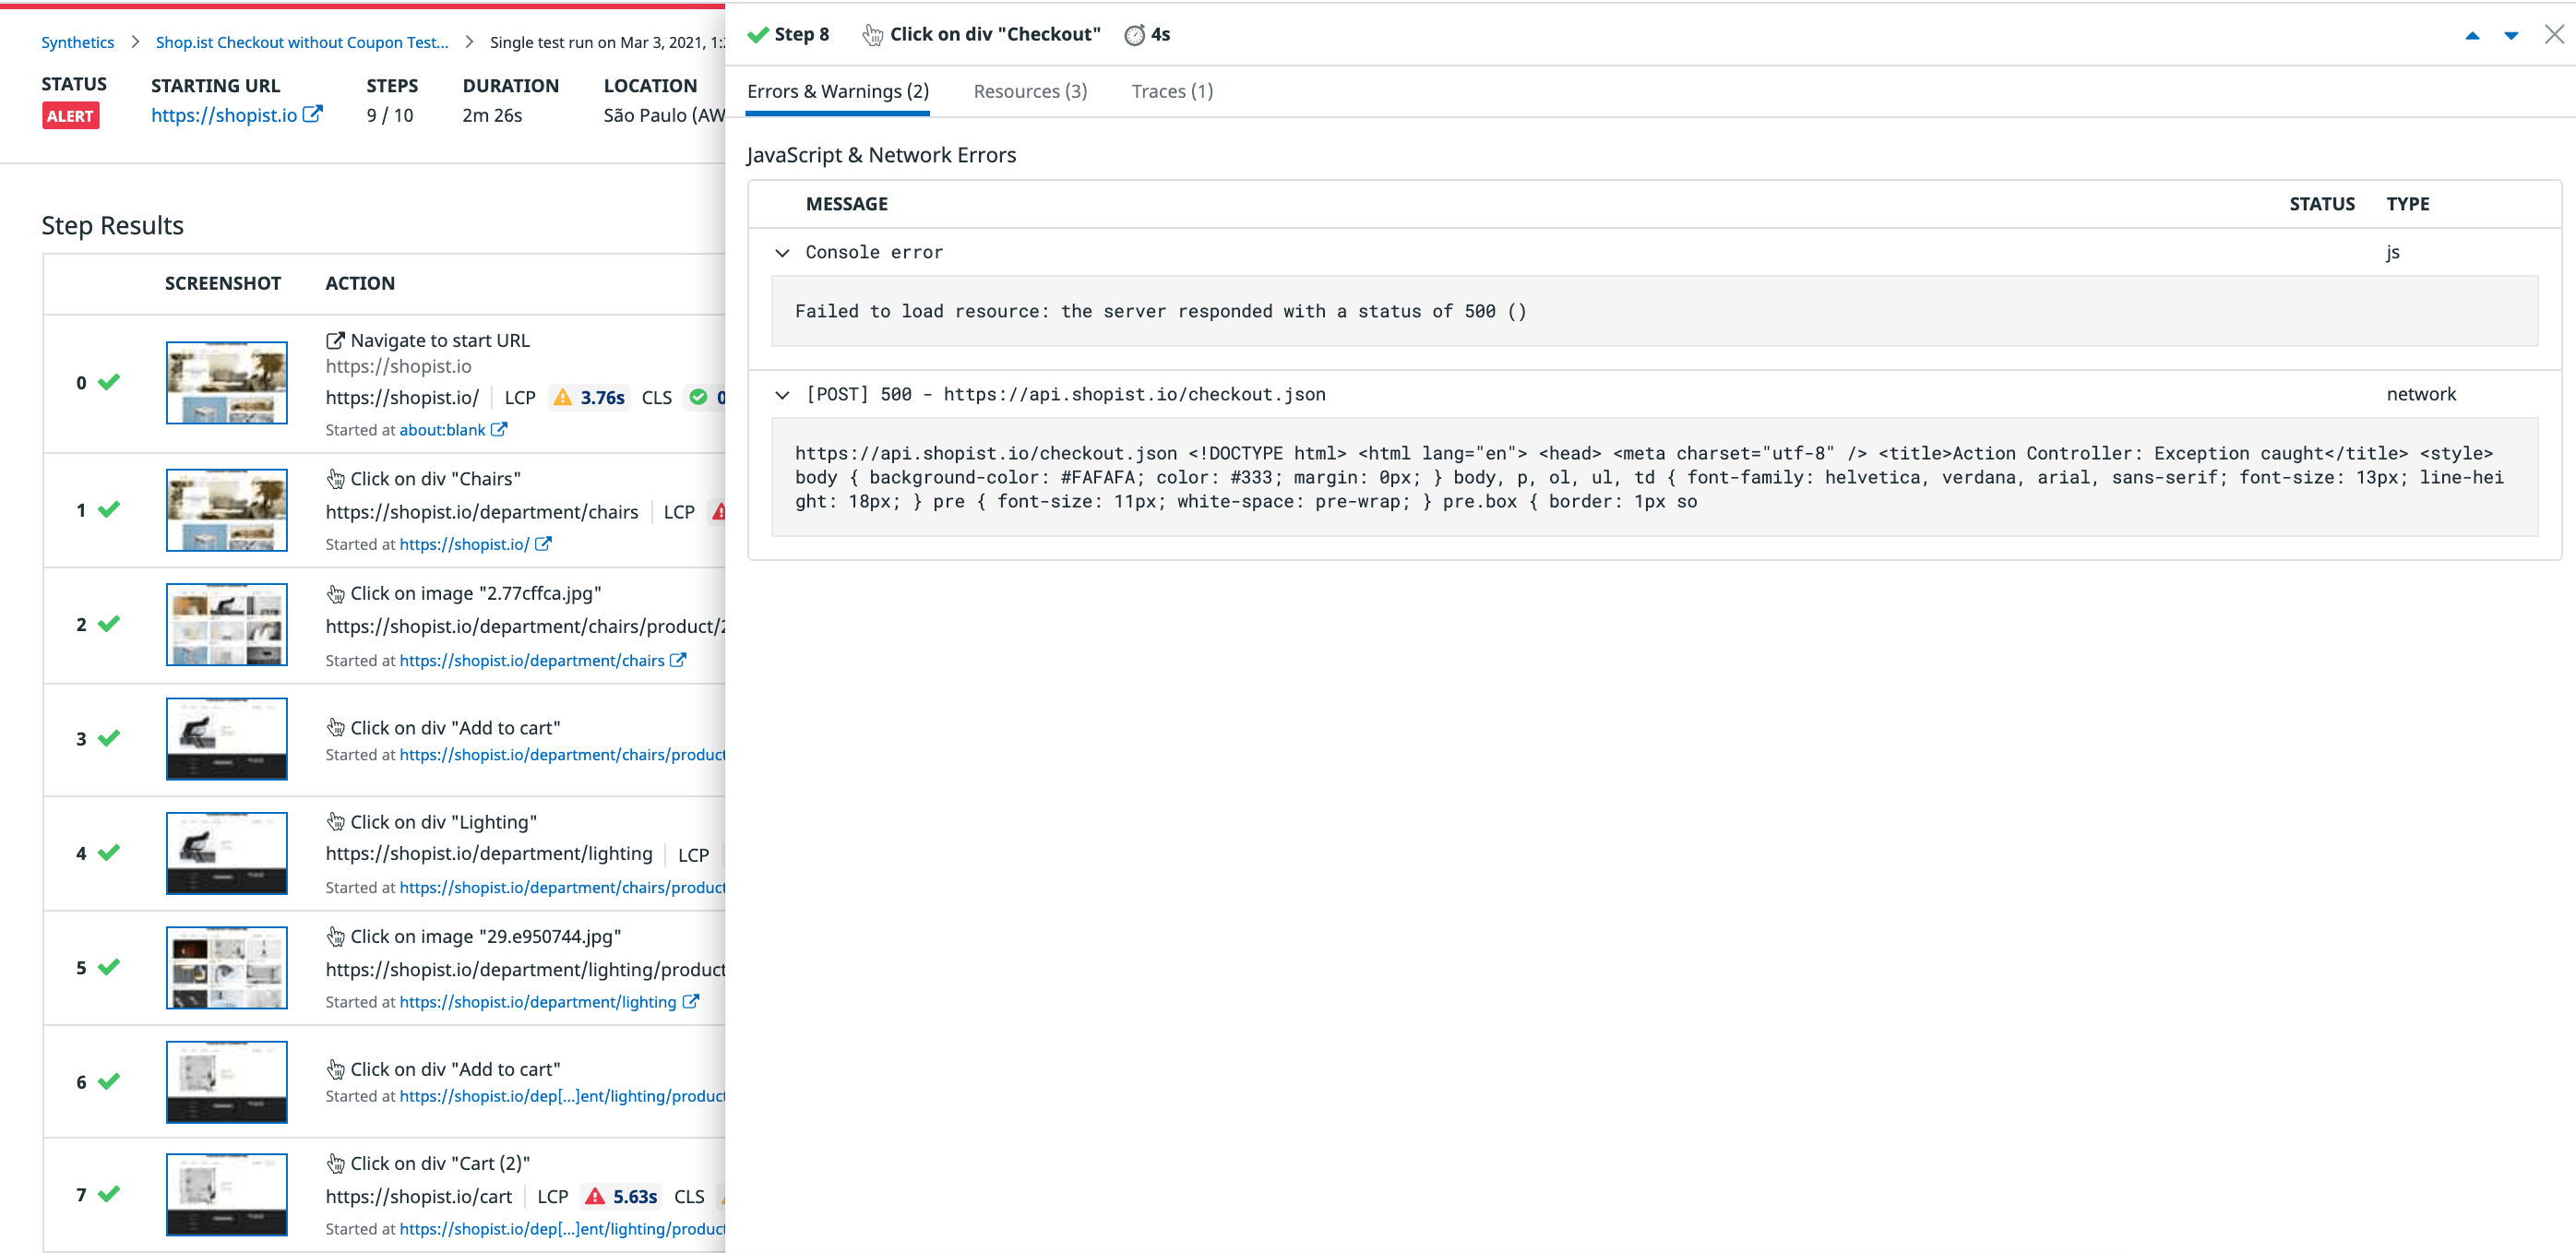 Synthetics > Shop.ist Checkout without Coupon Test... > Single test run on Mar 3, 2021,
STATUS STARTING URL STEPS DURATION LOCATION
ALERT https://shopist.io 9 / 10 2m 26s São Paulo (AW
Step Results
SCREENSHOT ACTION
0 Navigate to start URL
https://shopist.io
https://shopist.io/ LCP 3.76s CLS
Started at about:blank
1 Click on div "Chairs"
https://shopist.io/department/chairs LCP
Started at https://shopist.io/
2 Click on image "2.77cffca.jpg"
https://shopist.io/department/chairs/product/2
Started at https://shopist.io/department/chairs
3 Click on div "Add to cart"
Started at https://shopist.io/department/chairs/product
4 Click on div "Lighting"
https://shopist.io/department/lighting LCP
Started at https://shopist.io/department/chairs/product
5 Click on image "29.e950744.jpg"
https://shopist.io/department/lighting/product
Started at https://shopist.io/department/lighting
6 Click on div "Add to cart"
Started at https://shopist.io/dep[...]ent/lighting/product
7 Click on div "Cart (2)"
https://shopist.io/cart LCP 5.63s CLS
Started at https://shopist.io/dep[...]ent/lighting/product
Step 8 Click on div "Checkout" 4s
Errors & Warnings (2) Resources (3) Traces (1)
JavaScript & Network Errors
MESSAGE STATUS TYPE
Console error js
Failed to load resource: the server responded with a status of 500 ()
[POST] 500 - https://api.shopist.io/checkout.json network
https://api.shopist.io/checkout.json <!DOCTYPE html> <html lang="en"> <head> <meta charset="utf-8" /> <title>Action Controller: Exception caught</title> <style>
body { background-color: #FAFAFA; color: #333; margin: 0px; } body, p, ol, ul, td { font-family: helvetica, verdana, arial, sans-serif; font-size: 13px; line-hei
ght: 18px; } pre { font-size: 11px; white-space: pre-wrap; } pre.box { border: 1px so